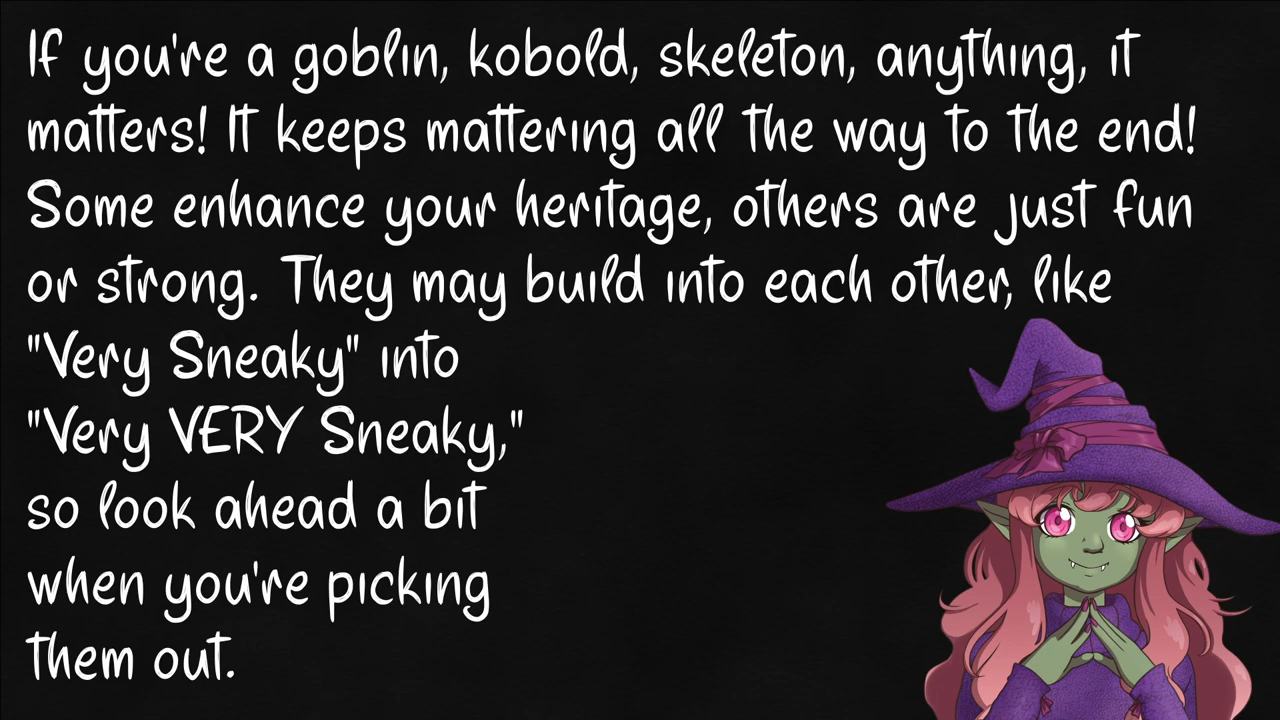 If you're a goblin, kobold, skeleton, anything, it
matters! It keeps mattering all the way to the end!
Some enhance your heritage, others are just fun
or strong. They may build into each other, like
"Very Sneaky" into
"Very VERY Sneaky,"
so look ahead a bit
when you're picking
them out.